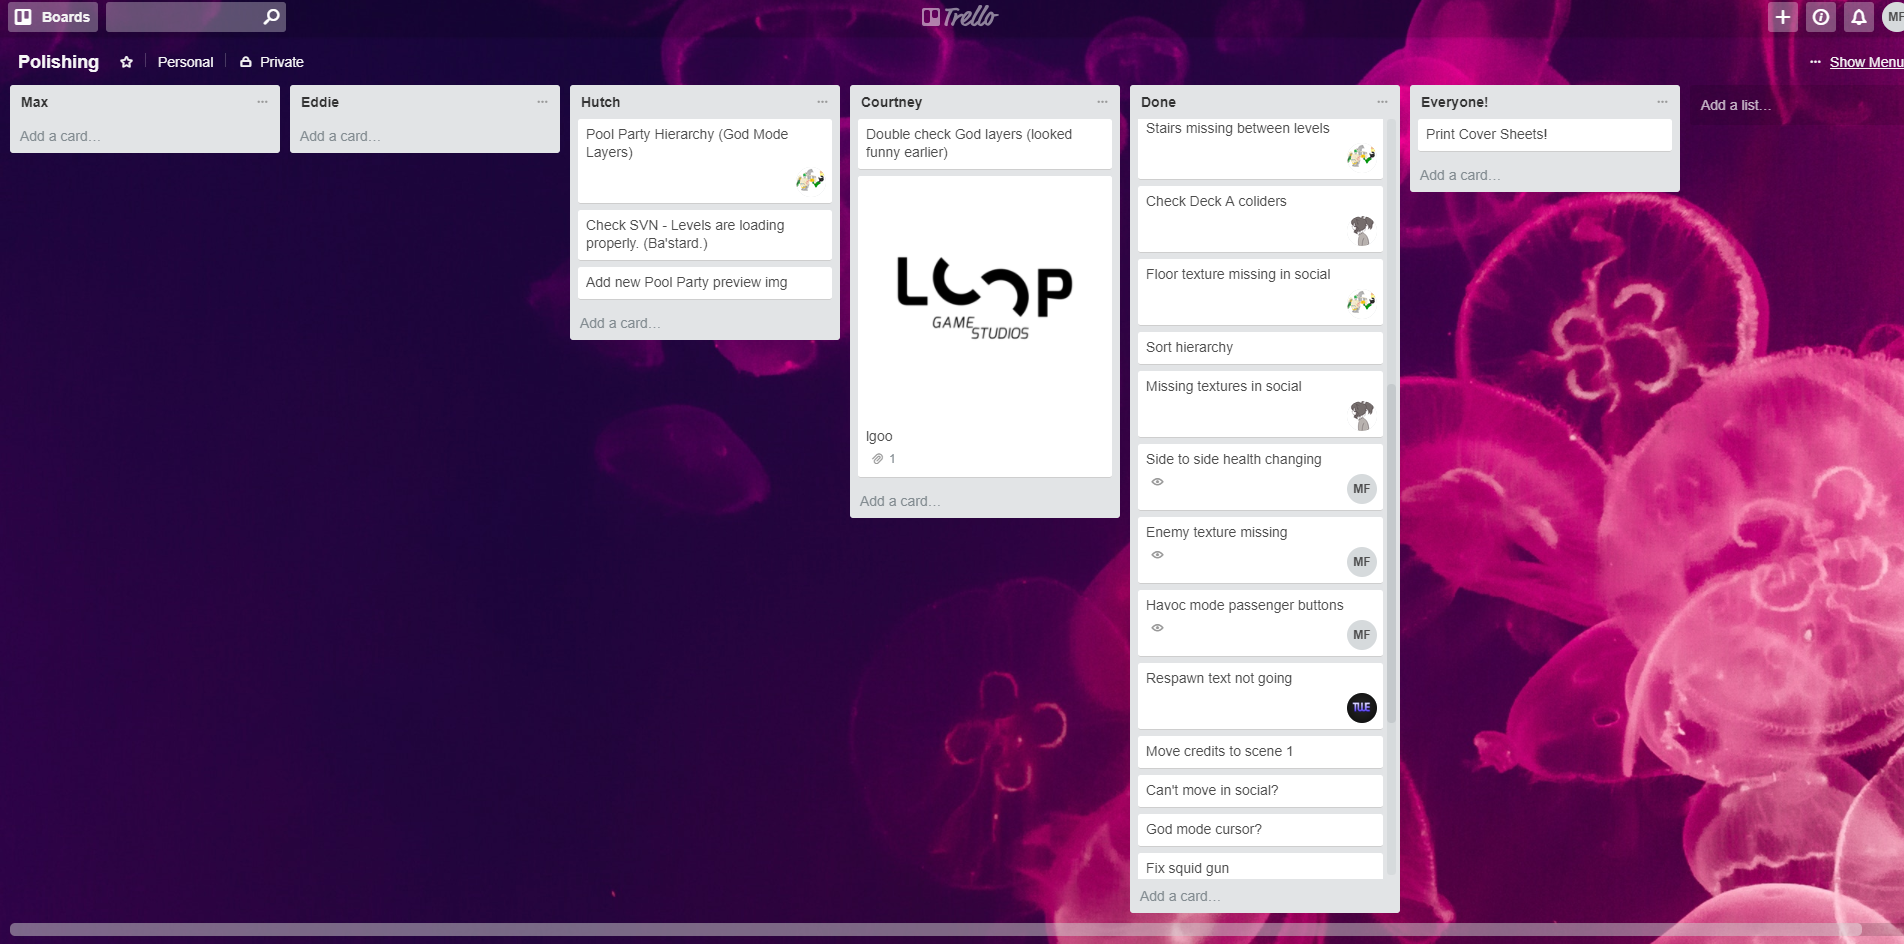 Boards
Trello
MF
Polishing
Personal
Private
Show Menu
Max
Add a card...
Eddie
Add a card...
Hutch
Pool Party Hierarchy (God Mode
Layers)
Check SVN - Levels are loading
properly. (Ba'stard.)
Add new Pool Party preview img
Add a card...
Courtney
Double check God layers (looked
funny earlier)
LOOP
GAME
STUDIOS
lgoo
1
Add a card...
Done
Stairs missing between levels
Check Deck A coliders
Floor texture missing in social
Sort hierarchy
Missing textures in social
Side to side health changing
MF
Enemy texture missing
MF
Havoc mode passenger buttons
MF
Respawn text not going
TWE
Move credits to scene 1
Can't move in social?
God mode cursor?
Fix squid gun
Add a card...
Everyone!
Print Cover Sheets!
Add a card...
Add a list...